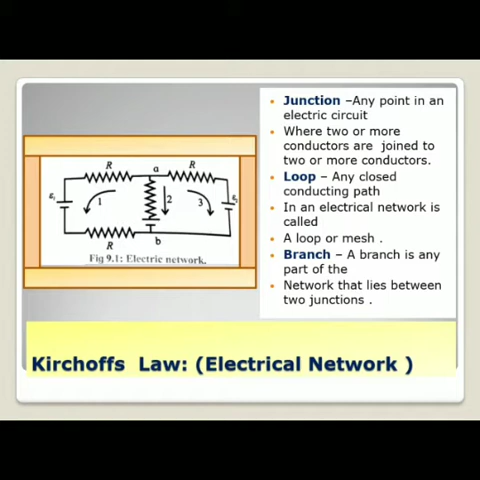 R
a
R
ε₁
1
2
3
R
b
Fig 9.1: Electric network.
Junction –Any point in an
electric circuit
Where two or more
conductors are joined to
two or more conductors.
Loop – Any closed
conducting path
In an electrical network is
called
A loop or mesh .
Branch – A branch is any
part of the
Network that lies between
two junctions .
Kirchoffs Law: (Electrical Network )